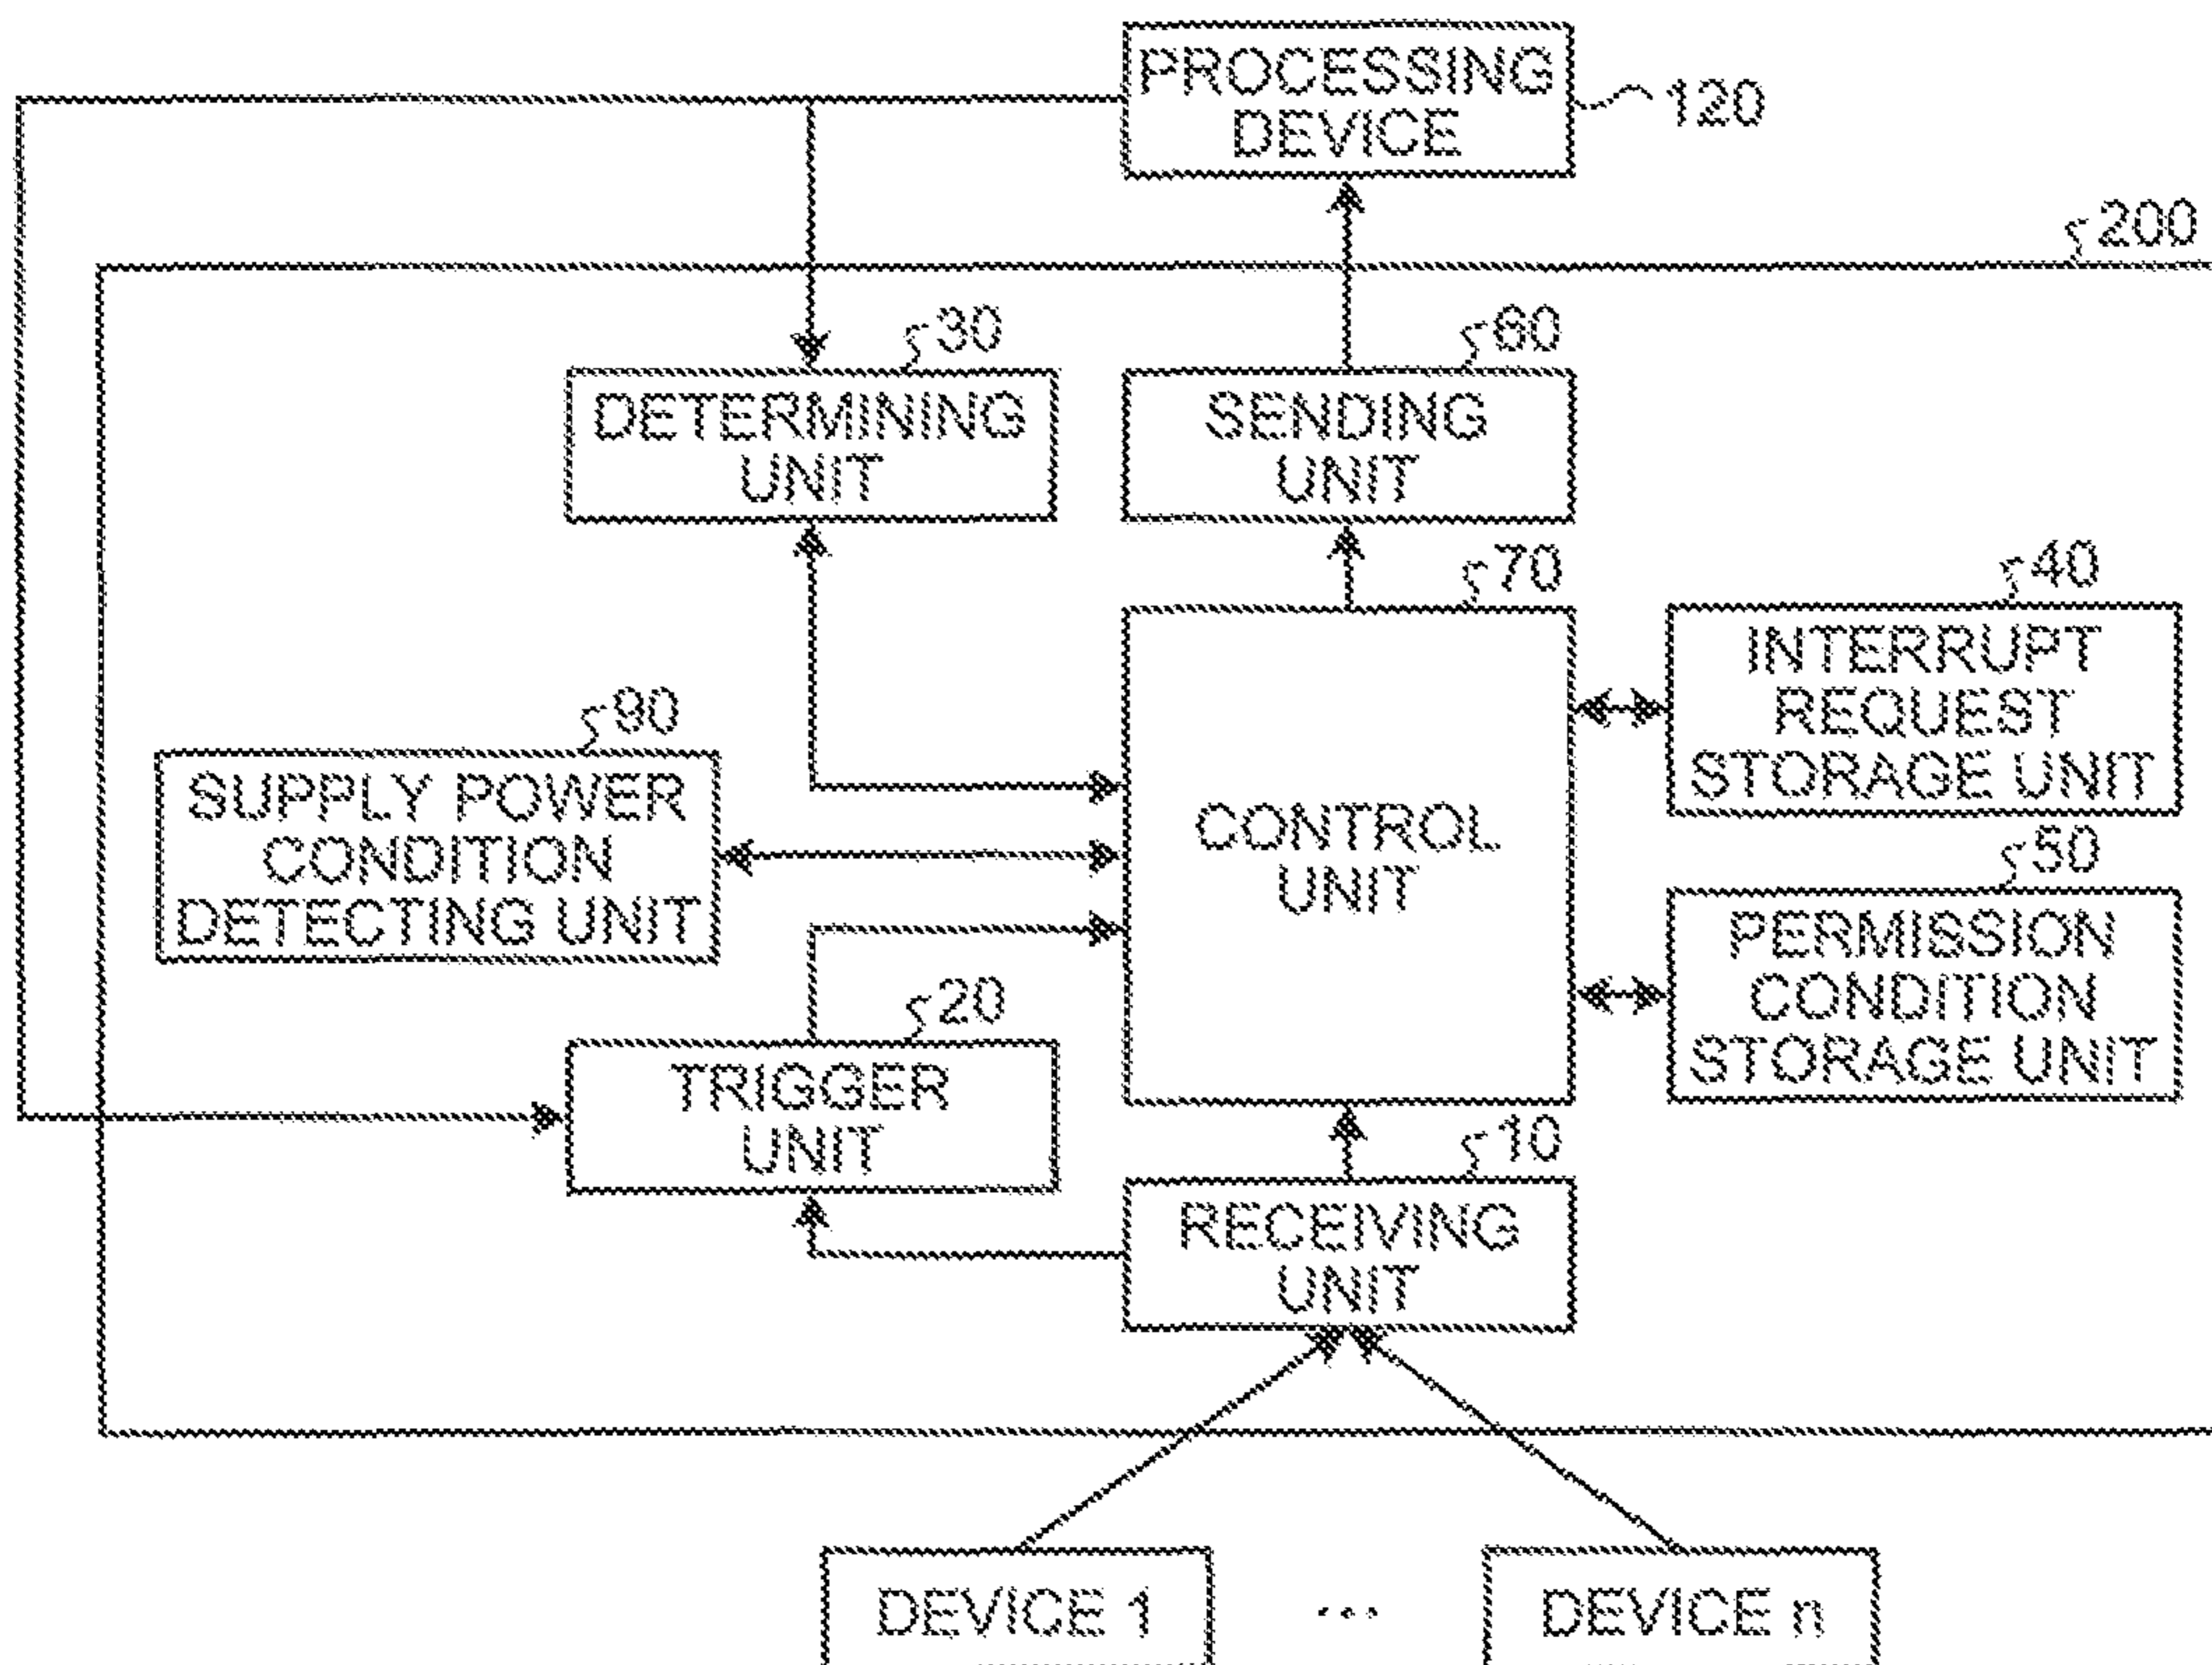 PROCESSING
DEVICE
120
200
30
60
DETERMINING
UNIT
SENDING
UNIT
70
40
INTERRUPT
REQUEST
STORAGE UNIT
90
SUPPLY POWER
CONDITION
DETECTING UNIT
CONTROL
UNIT
50
PERMISSION
CONDITION
STORAGE UNIT
20
TRIGGER
UNIT
10
RECEIVING
UNIT
DEVICE 1
...
DEVICE n